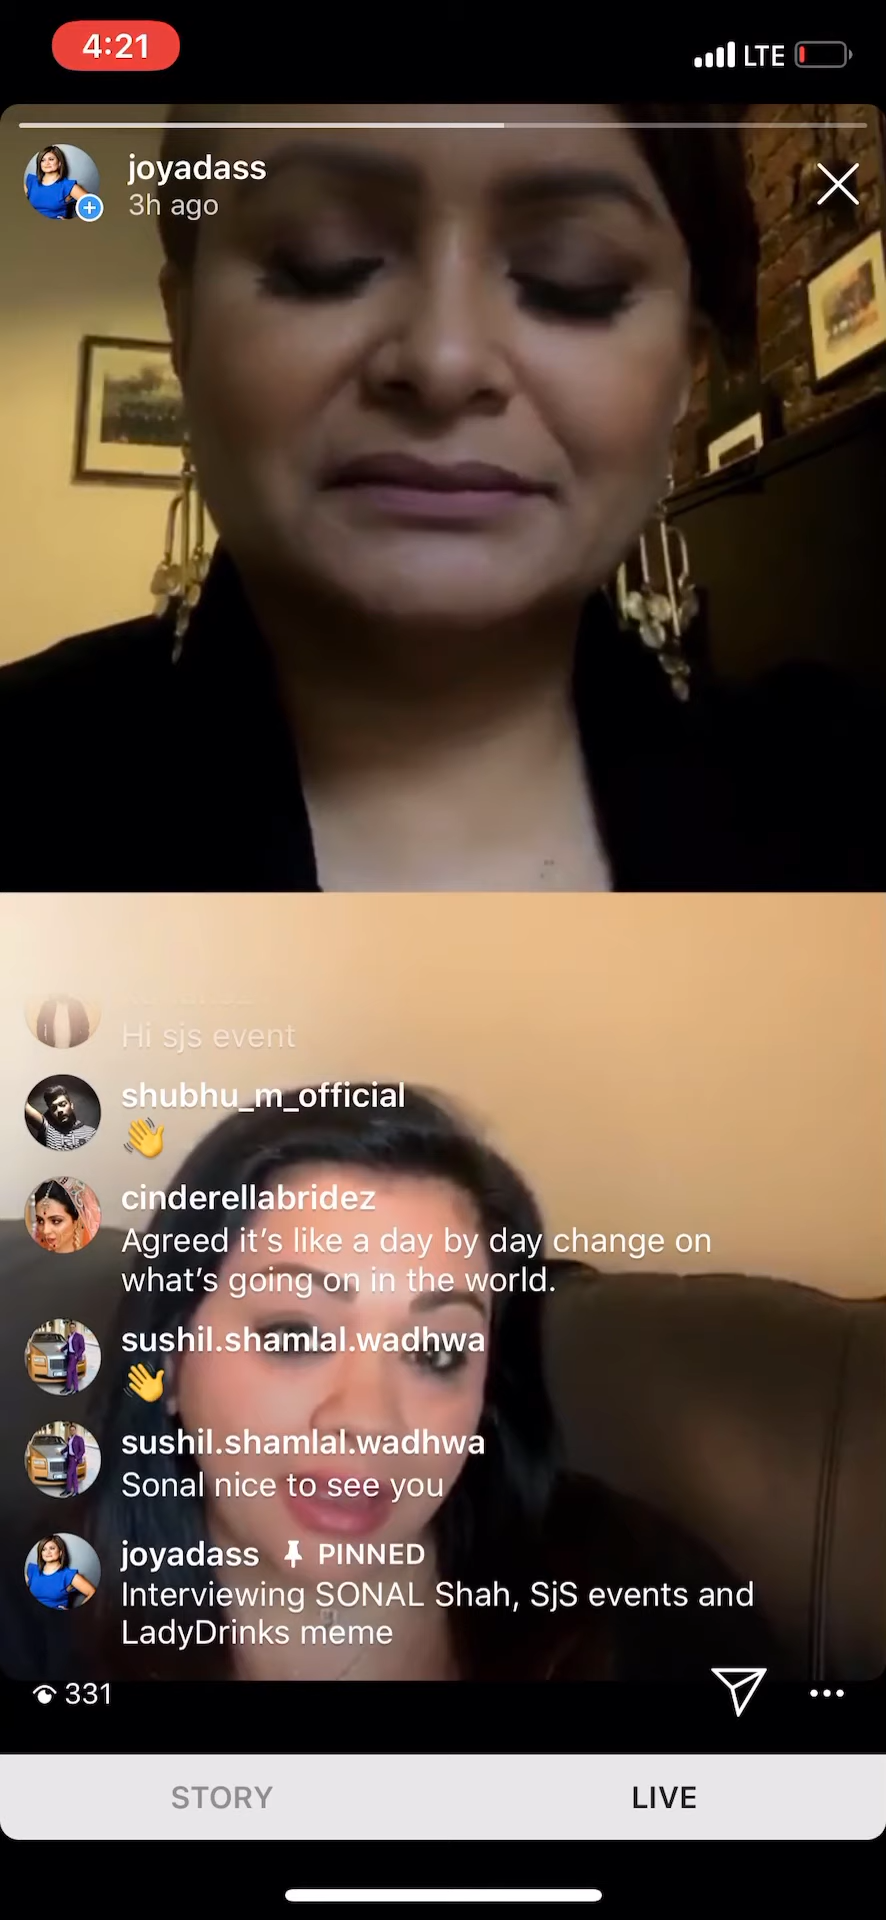 4:21
LTE
joyadass
3h ago
Hi sjs event
shubhu_m_official
👋
cinderellabridez
Agreed it’s like a day by day change on
what’s going on in the world.
sushil.shamlal.wadhwa
👋
sushil.shamlal.wadhwa
Sonal nice to see you
joyadass PINNED
Interviewing SONAL Shah, SjS events and
LadyDrinks meme
331
STORY
LIVE